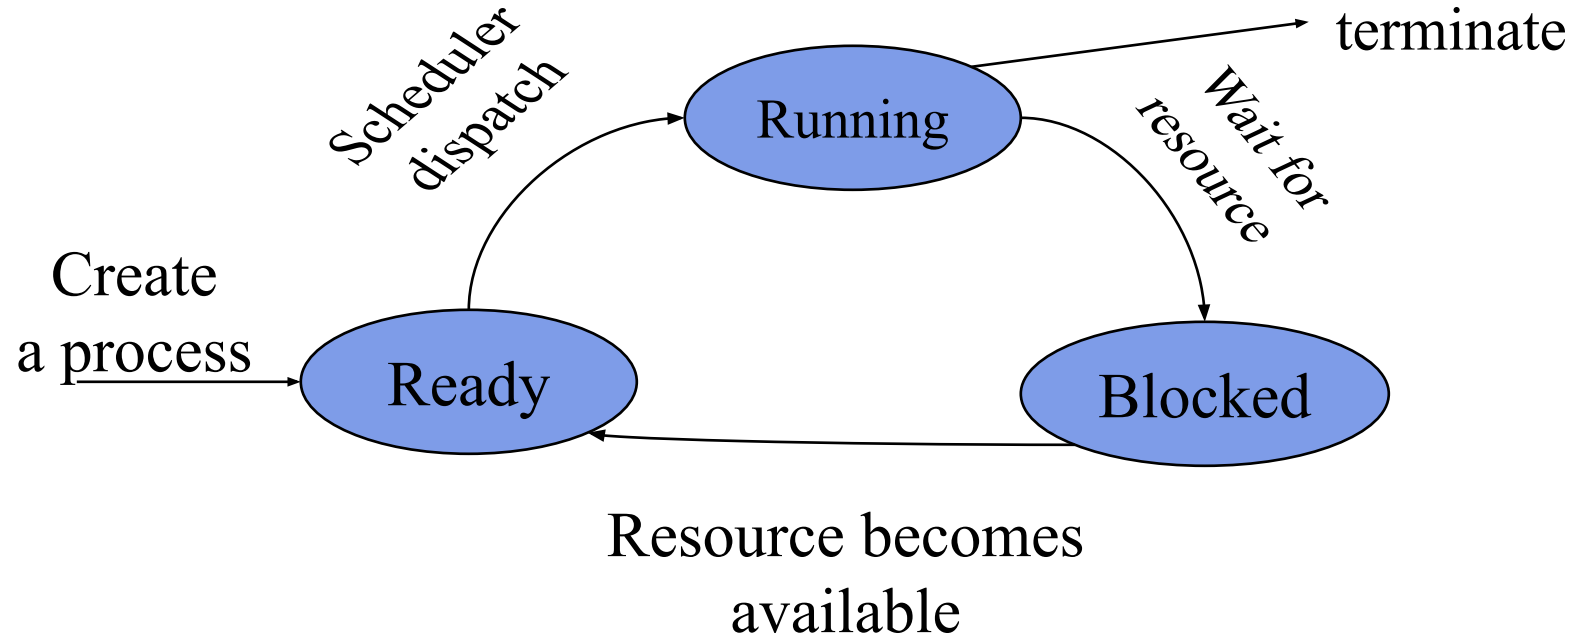 Scheduler
dispatch
Running
terminate
Wait for
resource
Create
a process
Ready
Blocked
Resource becomes
available